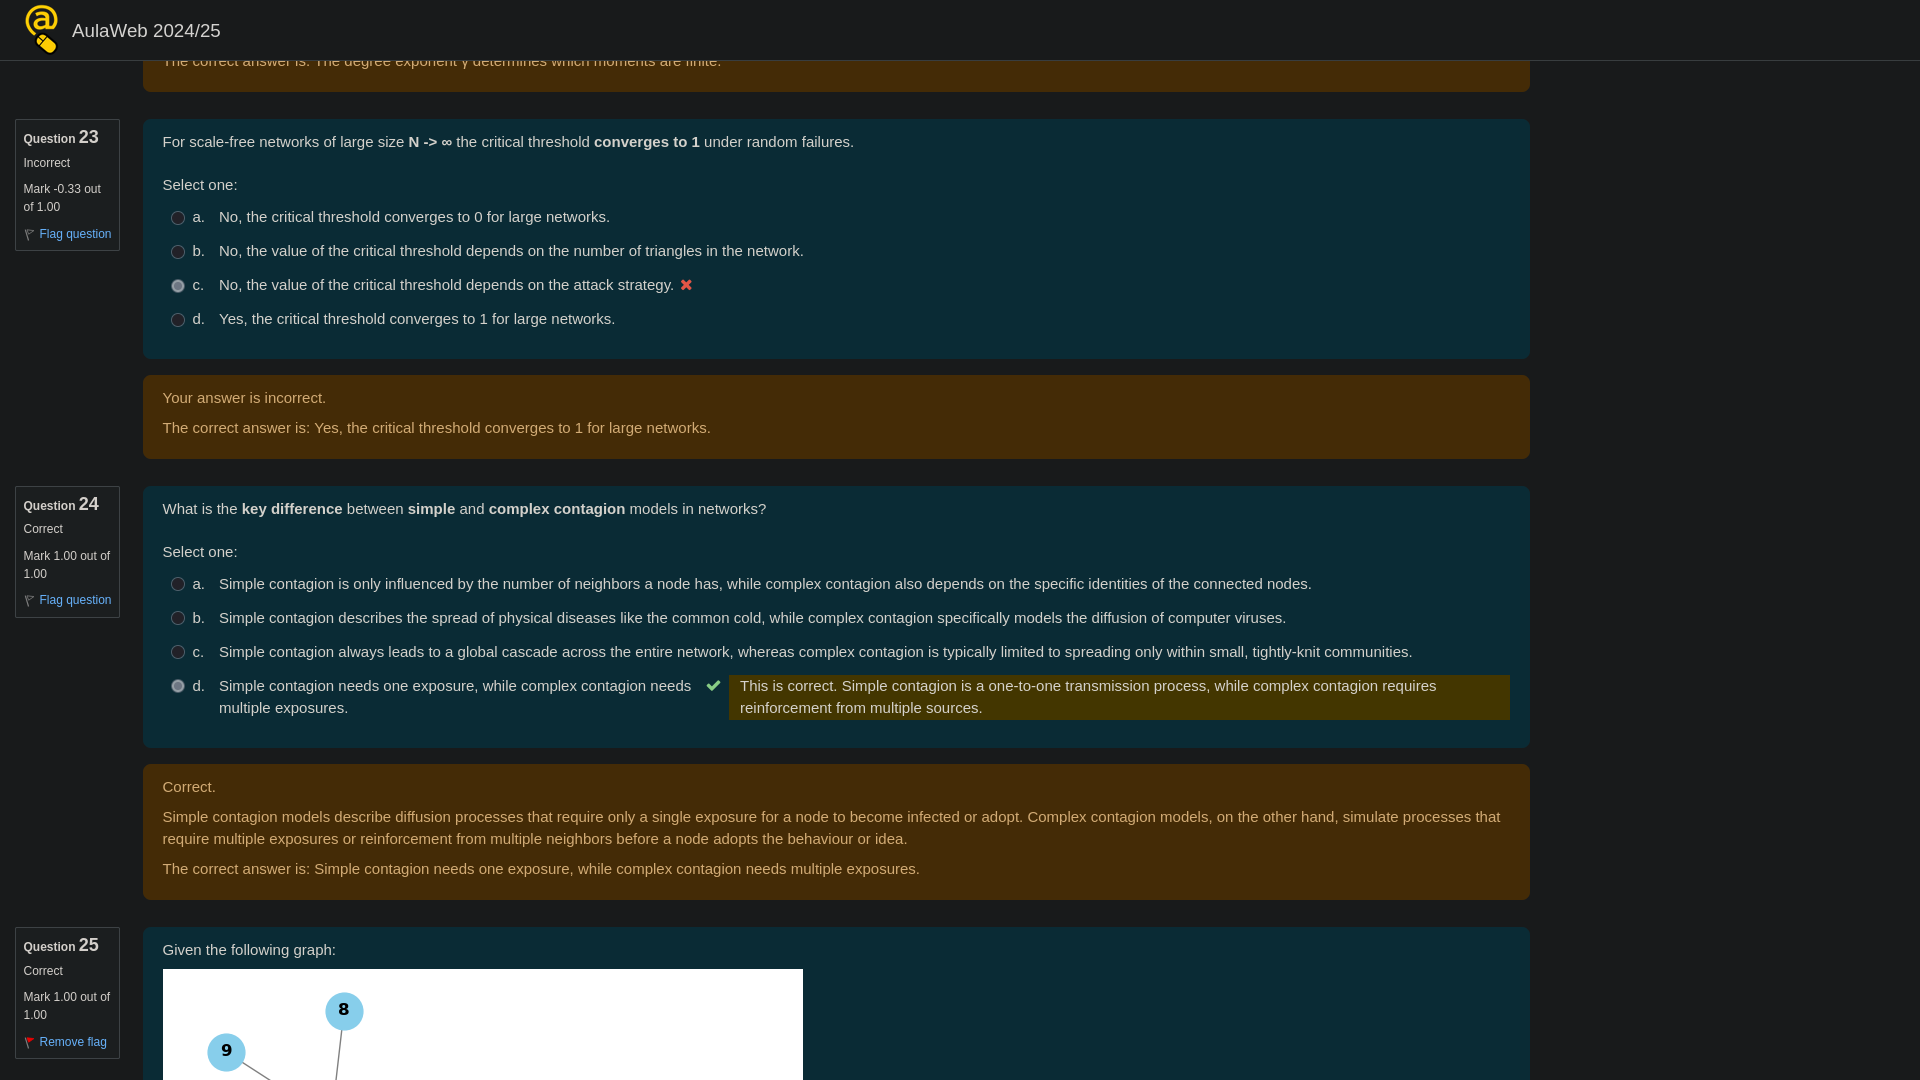 AulaWeb 2024/25
The correct answer is: The degree exponent γ determines which moments are finite.
Question 23
Incorrect
Mark -0.33 out
of 1.00
Flag question
For scale-free networks of large size N -> ∞ the critical threshold converges to 1 under random failures.
Select one:
a. No, the critical threshold converges to 0 for large networks.
b. No, the value of the critical threshold depends on the number of triangles in the network.
c. No, the value of the critical threshold depends on the attack strategy.
d. Yes, the critical threshold converges to 1 for large networks.
Your answer is incorrect.
The correct answer is: Yes, the critical threshold converges to 1 for large networks.
Question 24
Correct
Mark 1.00 out of
1.00
Flag question
What is the key difference between simple and complex contagion models in networks?
Select one:
a. Simple contagion is only influenced by the number of neighbors a node has, while complex contagion also depends on the specific identities of the connected nodes.
b. Simple contagion describes the spread of physical diseases like the common cold, while complex contagion specifically models the diffusion of computer viruses.
c. Simple contagion always leads to a global cascade across the entire network, whereas complex contagion is typically limited to spreading only within small, tightly-knit communities.
d. Simple contagion needs one exposure, while complex contagion needs
multiple exposures.
This is correct. Simple contagion is a one-to-one transmission process, while complex contagion requires
reinforcement from multiple sources.
Correct.
Simple contagion models describe diffusion processes that require only a single exposure for a node to become infected or adopt. Complex contagion models, on the other hand, simulate processes that
require multiple exposures or reinforcement from multiple neighbors before a node adopts the behaviour or idea.
The correct answer is: Simple contagion needs one exposure, while complex contagion needs multiple exposures.
Question 25
Correct
Mark 1.00 out of
1.00
Remove flag
Given the following graph:
8
9